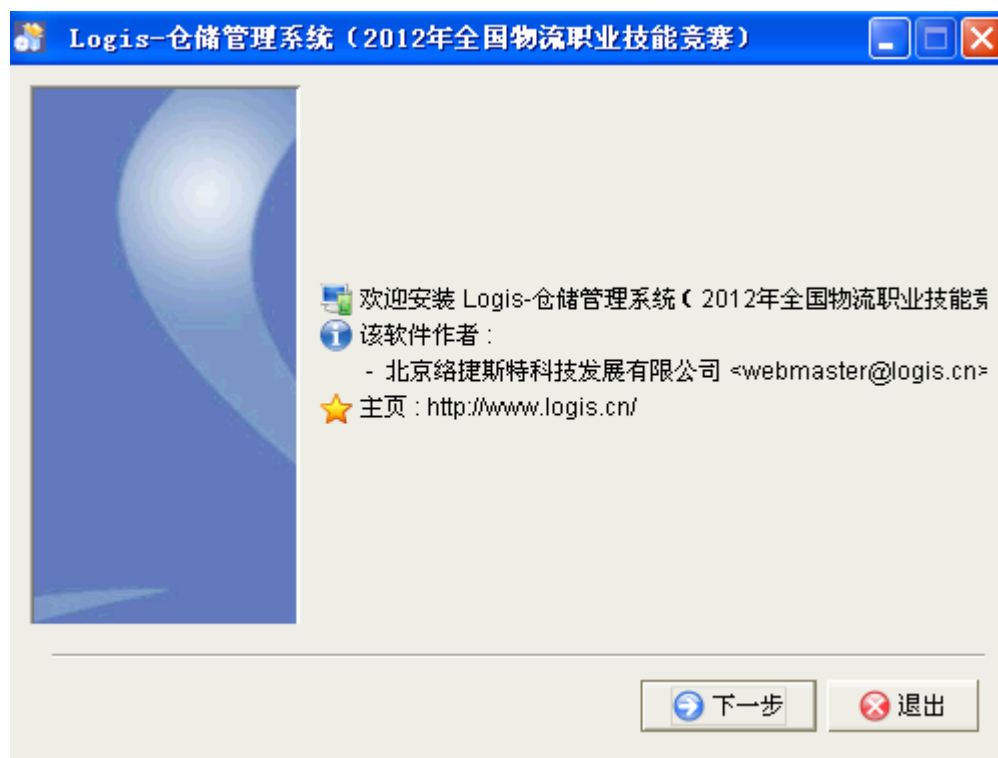 Logis-仓储管理系统（2012年全国物流职业技能竞赛）
欢迎安装 Logis-仓储管理系统（2012年全国物流职业技能
该软件作者 :
- 北京络捷斯特科技发展有限公司 <webmaster@logis.cn>
主页 : http://www.logis.cn/
下一步
退出